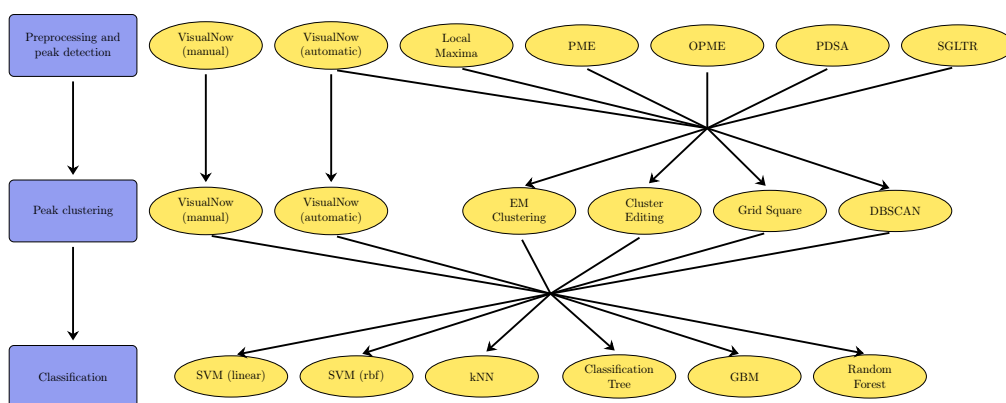 Preprocessing and
peak detection
VisualNow
(manual)
VisualNow
(automatic)
Local
Maxima
PME
OPME
PDSA
SGLTR
Peak clustering
VisualNow
(manual)
VisualNow
(automatic)
EM
Clustering
Cluster
Editing
Grid Square
DBSCAN
Classification
SVM (linear)
SVM (rbf)
kNN
Classification
Tree
GBM
Random
Forest